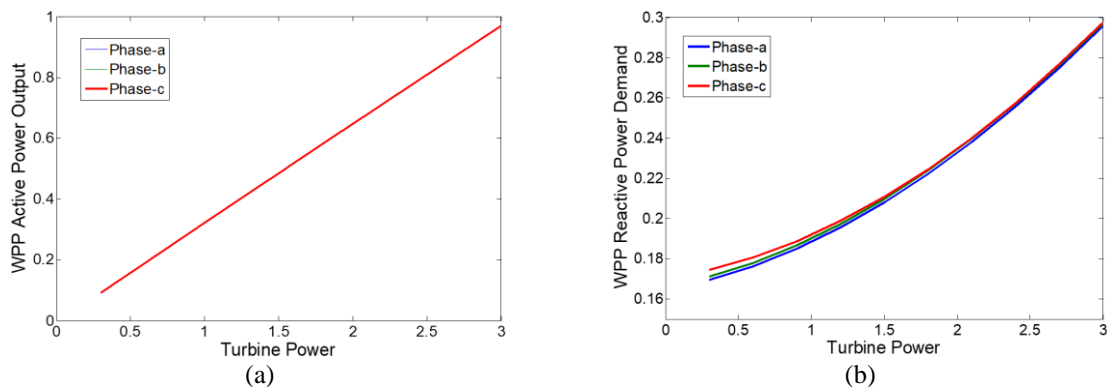 WPP Active Power Output
1
0.8
0.6
0.4
0.2
0
Phase-a
Phase-b
Phase-c
0
0.5
1
1.5
2
2.5
3
Turbine Power
(a)
WPP Reactive Power Demand
0.3
0.28
0.26
0.24
0.22
0.2
0.18
0.16
Phase-a
Phase-b
Phase-c
0
0.5
1
1.5
2
2.5
3
Turbine Power
(b)